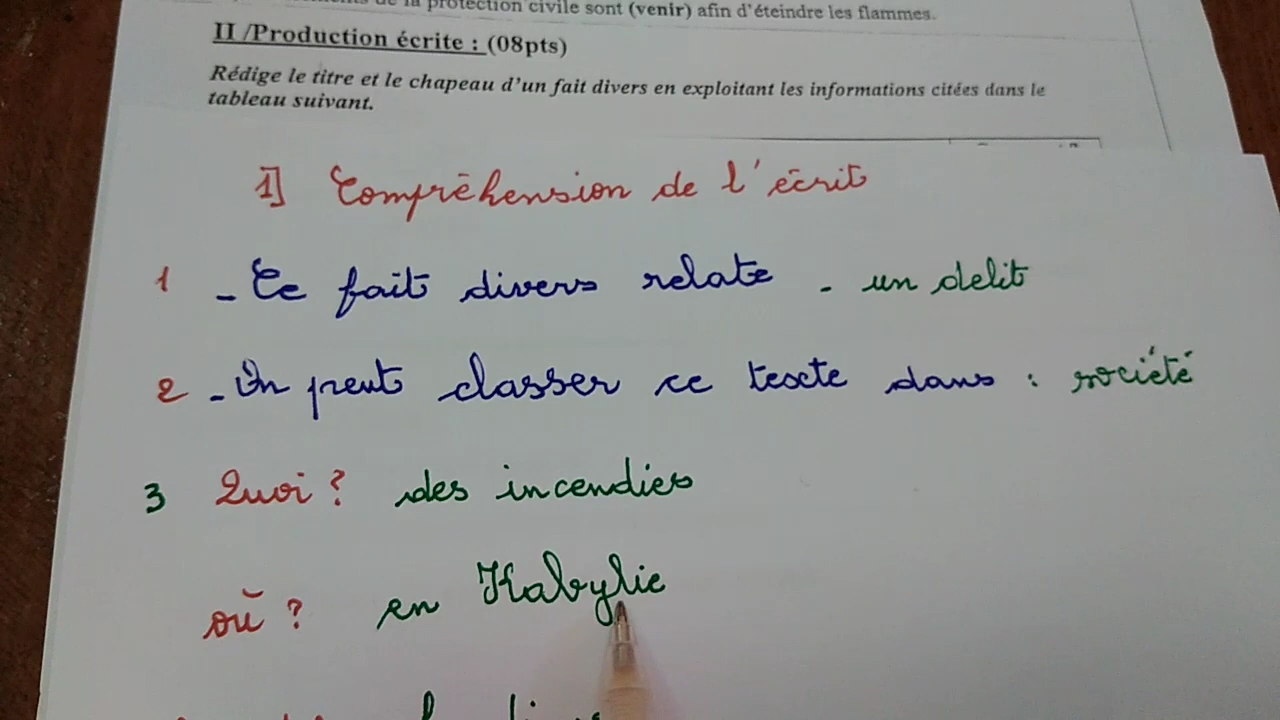 de la protection civile sont (venir) afin d'éteindre les flammes.
II /Production écrite : (08pts)
Rédige le titre et le chapeau d'un fait divers en exploitant les informations citées dans le
tableau suivant.
1] Compréhension de l'écrit
1 - Ce fait divers relate - un delit
2 - On peut classer ce texte dans : société
3 Quoi ? des incendies
où ? en Kabylie